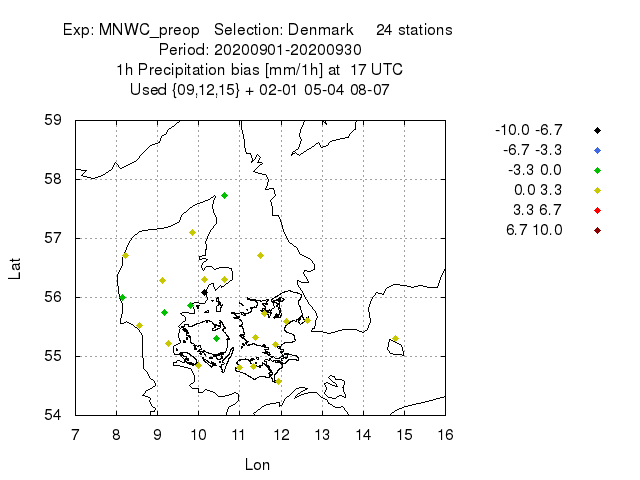 Exp: MNWC_preop   Selection: Denmark     24 stations
Period: 20200901-20200930
1h Precipitation bias [mm/1h] at  17 UTC
Used {09,12,15} + 02-01 05-04 08-07
-10.0 -6.7
-6.7 -3.3
-3.3 0.0
0.0 3.3
3.3 6.7
6.7 10.0
59
58
57
56
55
54
Lat
7 8 9 10 11 12 13 14 15 16
Lon